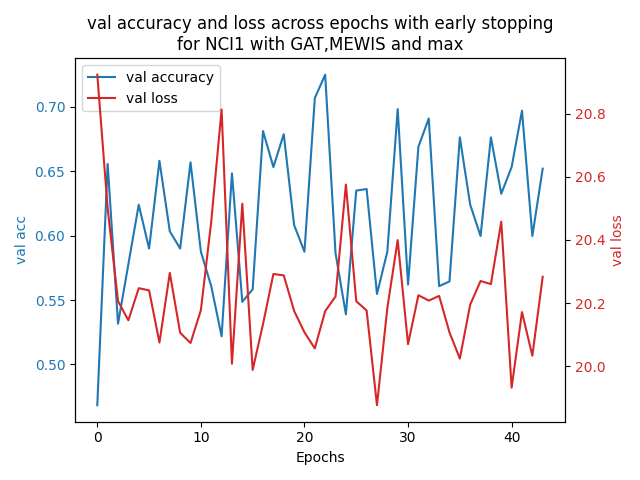 val accuracy and loss across epochs with early stopping
for NCI1 with GAT,MEWIS and max
val accuracy
val loss
0.70
0.65
0.60
0.55
0.50
val acc
20.8
20.6
20.4
20.2
20.0
val loss
0
10
20
30
40
Epochs